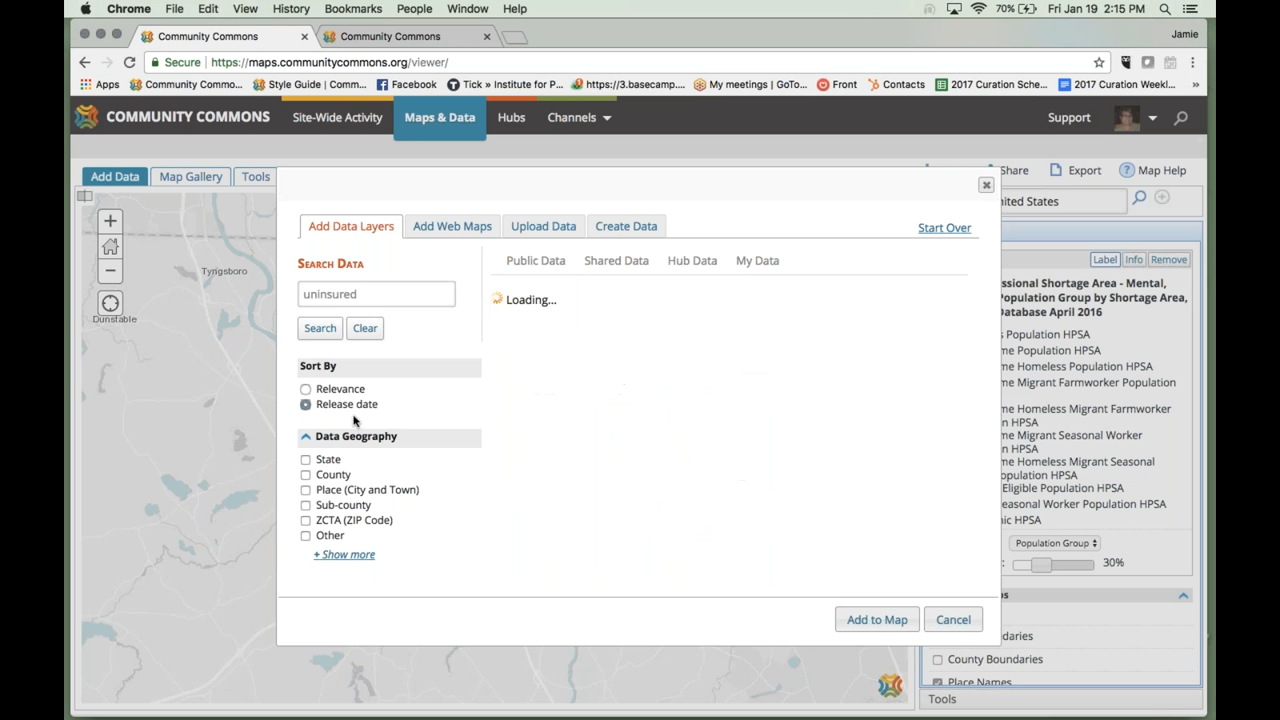 Chrome File Edit View History Bookmarks People Window Help 70% Fri Jan 19 2:15 PM
Community Commons Community Commons Jamie
Secure https://maps.communitycommons.org/viewer/
Apps Community Commo... Style Guide | Comm... Facebook Tick » Institute for P... https://3.basecamp.... My meetings | GoTo... Front Contacts 2017 Curation Sche... 2017 Curation Weekl... »
COMMUNITY COMMONS Site-Wide Activity Maps & Data Hubs Channels Support
Add Data Map Gallery Tools Share Export Map Help
nited States
Add Data Layers Add Web Maps Upload Data Create Data Start Over
SEARCH DATA
Public Data Shared Data Hub Data My Data
uninsured
Loading...
Search Clear
Sort By
Relevance
Release date
Data Geography
State
County
Place (City and Town)
Sub-county
ZCTA (ZIP Code)
Other
+ Show more
Add to Map Cancel
Tyngsboro
Dunstable
Label Info Remove
ssional Shortage Area - Mental,
opulation Group by Shortage Area,
Database April 2016
s Population HPSA
me Population HPSA
me Homeless Population HPSA
me Migrant Farmworker Population
me Homeless Migrant Farmworker
n HPSA
me Migrant Seasonal Worker
n HPSA
me Homeless Migrant Seasonal
pulation HPSA
Eligible Population HPSA
easonal Worker Population HPSA
nic HPSA
Population Group
: 30%
s
daries
County Boundaries
Place Names
Tools